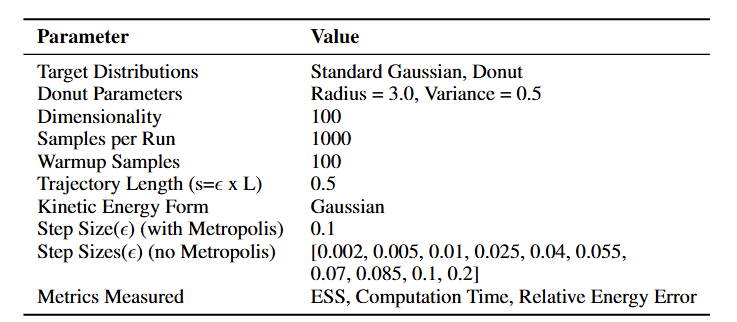 Parameter Value
Target Distributions Standard Gaussian, Donut
Donut Parameters Radius = 3.0, Variance = 0.5
Dimensionality 100
Samples per Run 1000
Warmup Samples 100
Trajectory Length (s=ϵ x L) 0.5
Kinetic Energy Form Gaussian
Step Size(ϵ) (with Metropolis) 0.1
Step Sizes(ϵ) (no Metropolis) [0.002, 0.005, 0.01, 0.025, 0.04, 0.055,
0.07, 0.085, 0.1, 0.2]
Metrics Measured ESS, Computation Time, Relative Energy Error